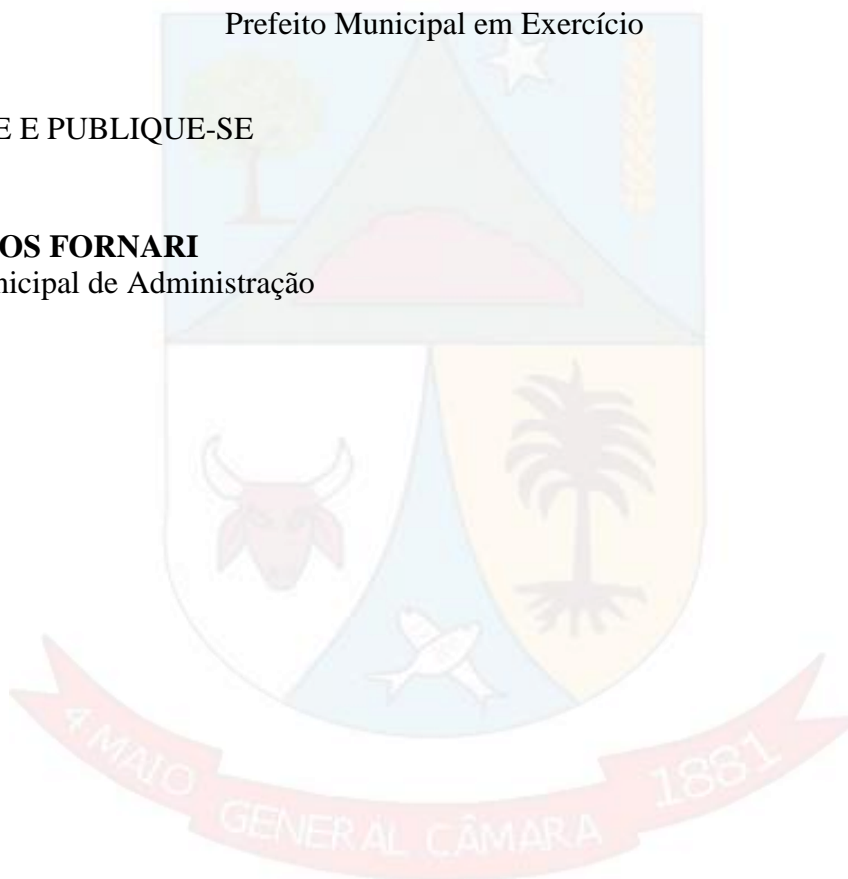 Prefeito Municipal em Exercício
E E PUBLIQUE-SE
OS FORNARI
nicipal de Administração
4 MAIO
GENERAL CÂMARA
1881